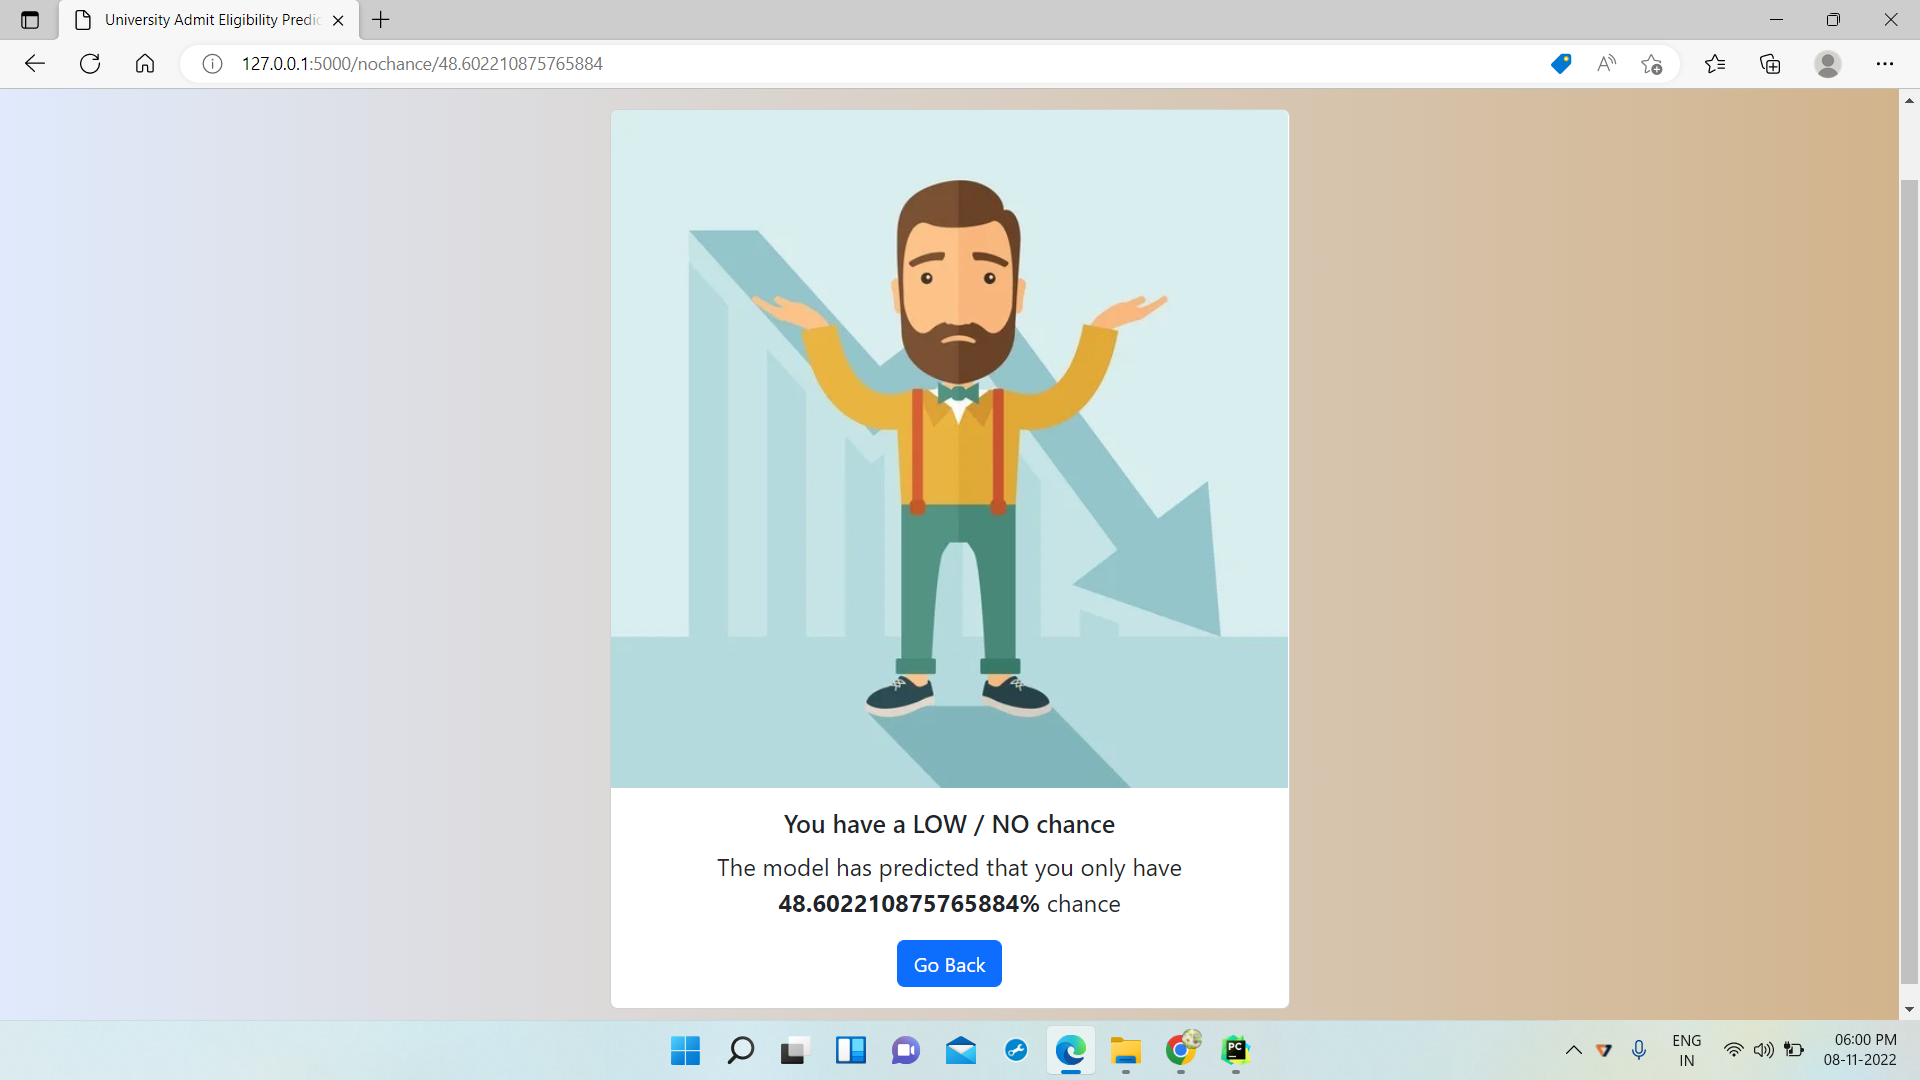 University Admit Eligibility Predic
127.0.0.1:5000/nochance/48.602210875765884
You have a LOW / NO chance
The model has predicted that you only have
48.602210875765884% chance
Go Back
PC
ENG
IN
06:00 PM
08-11-2022